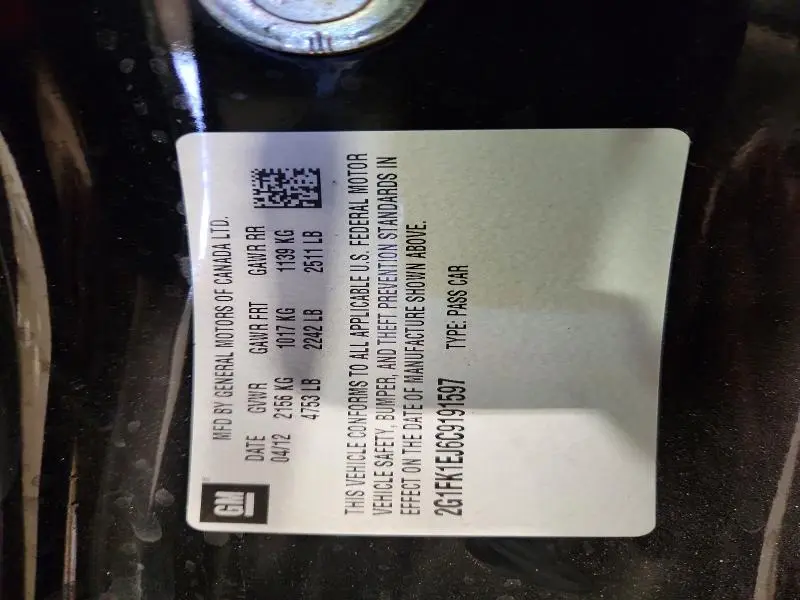 GM
MFD BY GENERAL MOTORS OF CANADA LTD.
DATE GVWR GAWR FRT GAWR RR
04/12 2156 KG 1017 KG 1139 KG
4753 LB 2242 LB 2511 LB
THIS VEHICLE CONFORMS TO ALL APPLICABLE U.S. FEDERAL MOTOR
VEHICLE SAFETY, BUMPER, AND THEFT PREVENTION STANDARDS IN
EFFECT ON THE DATE OF MANUFACTURE SHOWN ABOVE.
2G1FK1EJ6C9191597 TYPE: PASS CAR